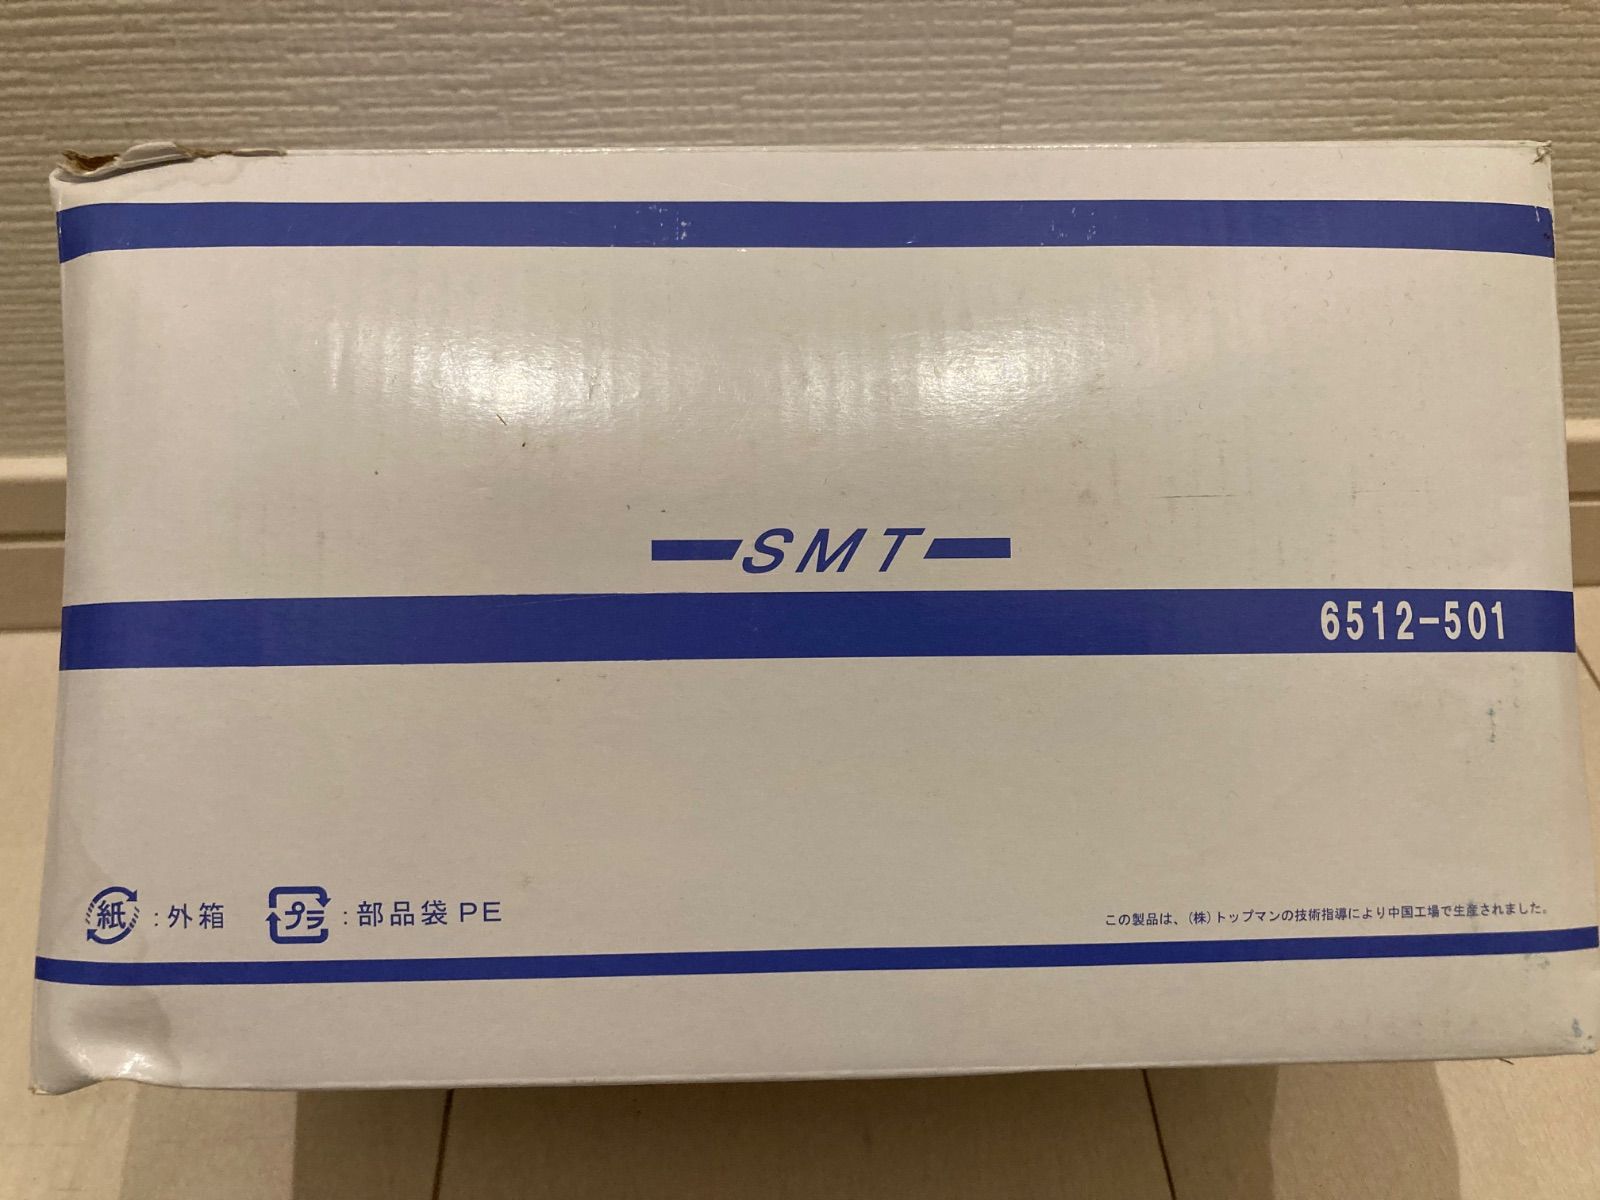 SMT
6512-501
紙:外箱 プラ:部品袋PE
この製品は、(株)トップマンの技術指導により中国工場で生産されました。